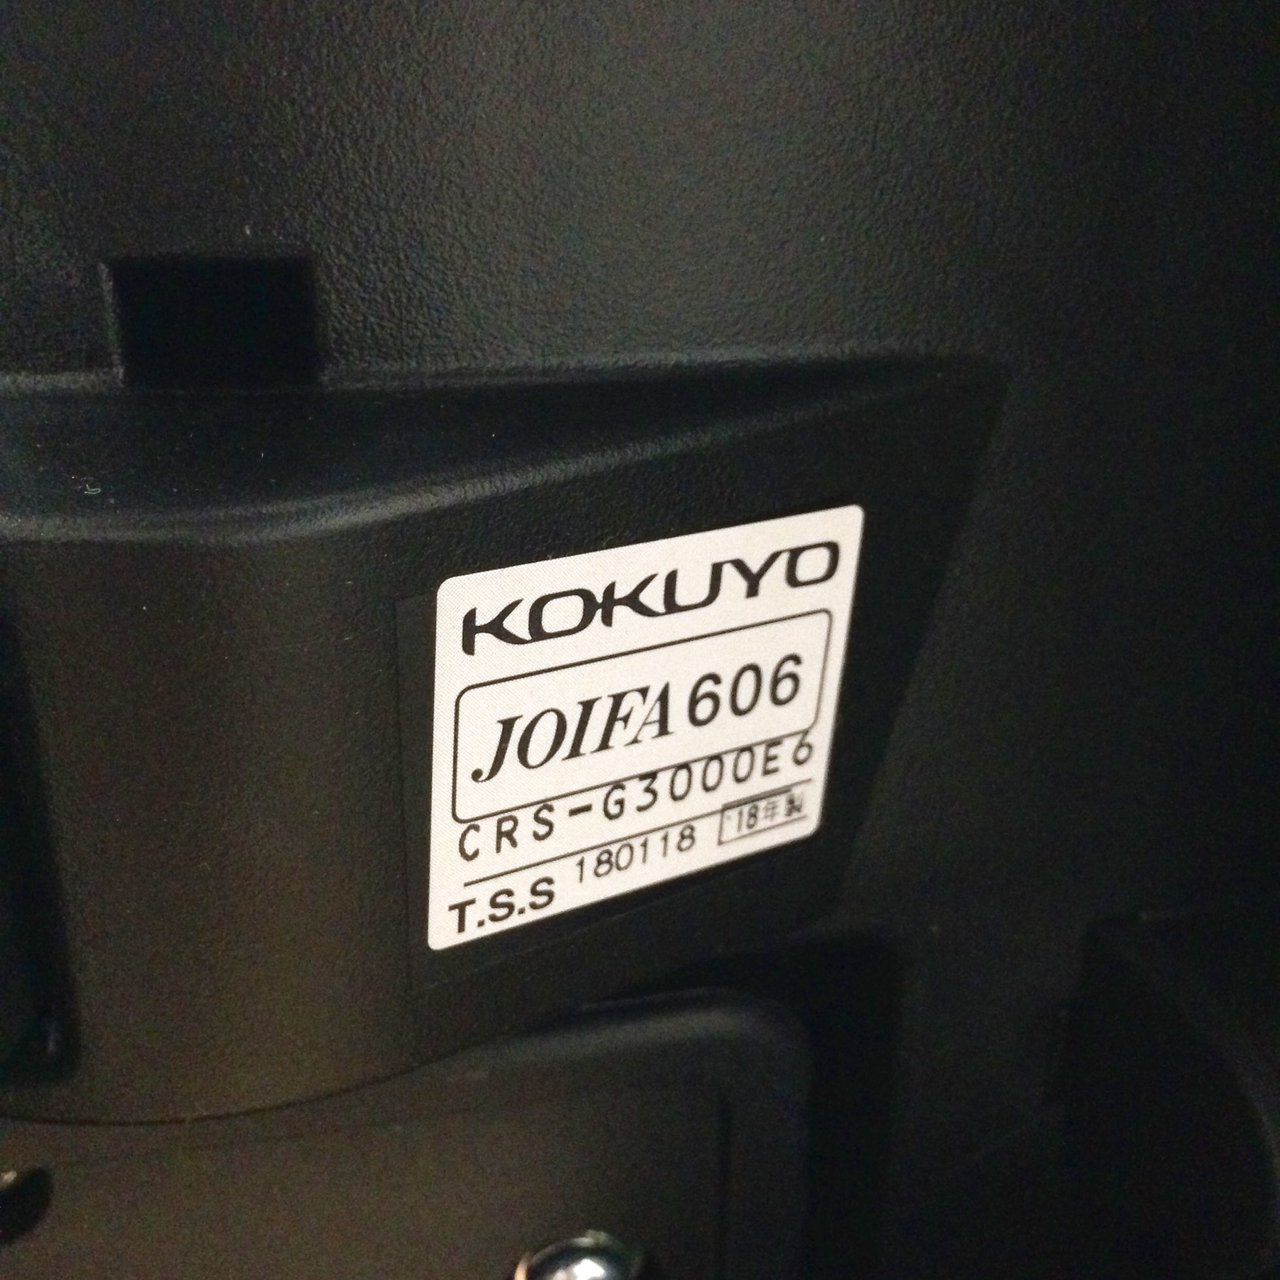 KOKUYO
JOIFA 606
CRS-G3000E6
T.S.S 180118 '18年製